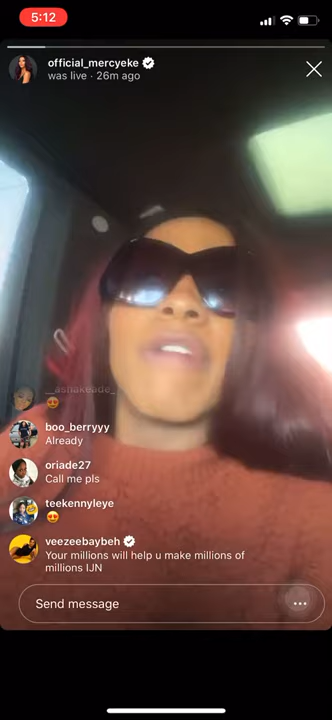 5:12
official_mercyeke
was live · 26m ago
__ashakeade_
😍
boo_berryyy
Already
oriade27
Call me pls
teekennyleye
😍
veezeebaybeh
Your millions will help u make millions of
millions IJN
Send message